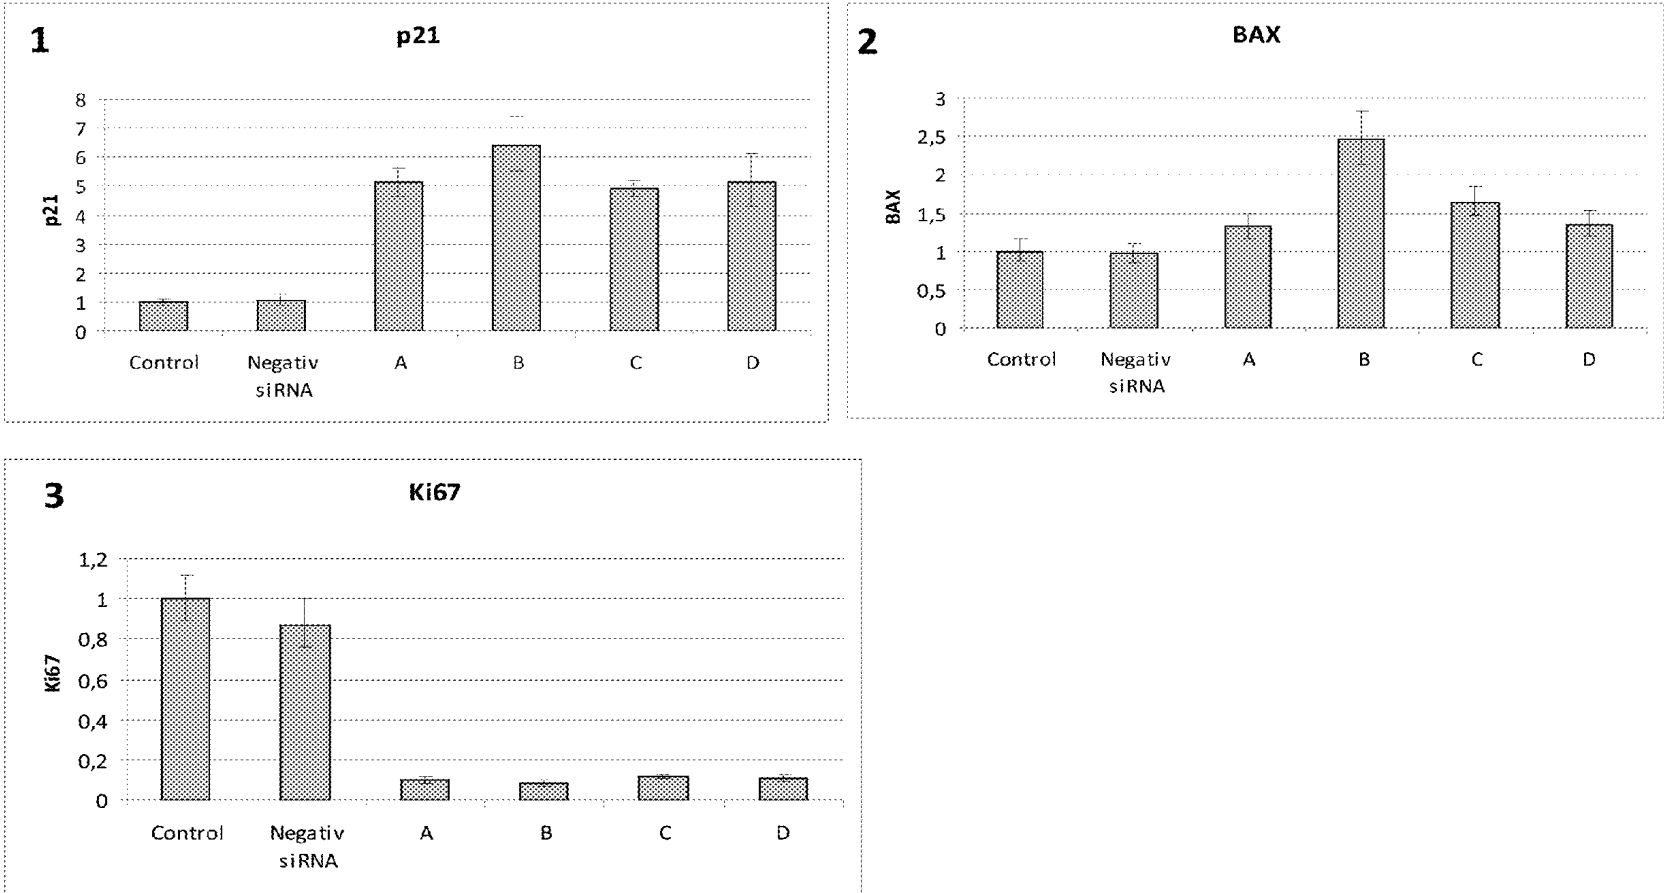 1
p21
8
7
6
5
4
3
2
1
0
p21
Control
Negativ
siRNA
A
B
C
D
2
BAX
3
2,5
2
1,5
1
0,5
0
BAX
Control
Negativ
siRNA
A
B
C
D
3
Ki67
1,2
1
0,8
0,6
0,4
0,2
0
Ki67
Control
Negativ
siRNA
A
B
C
D